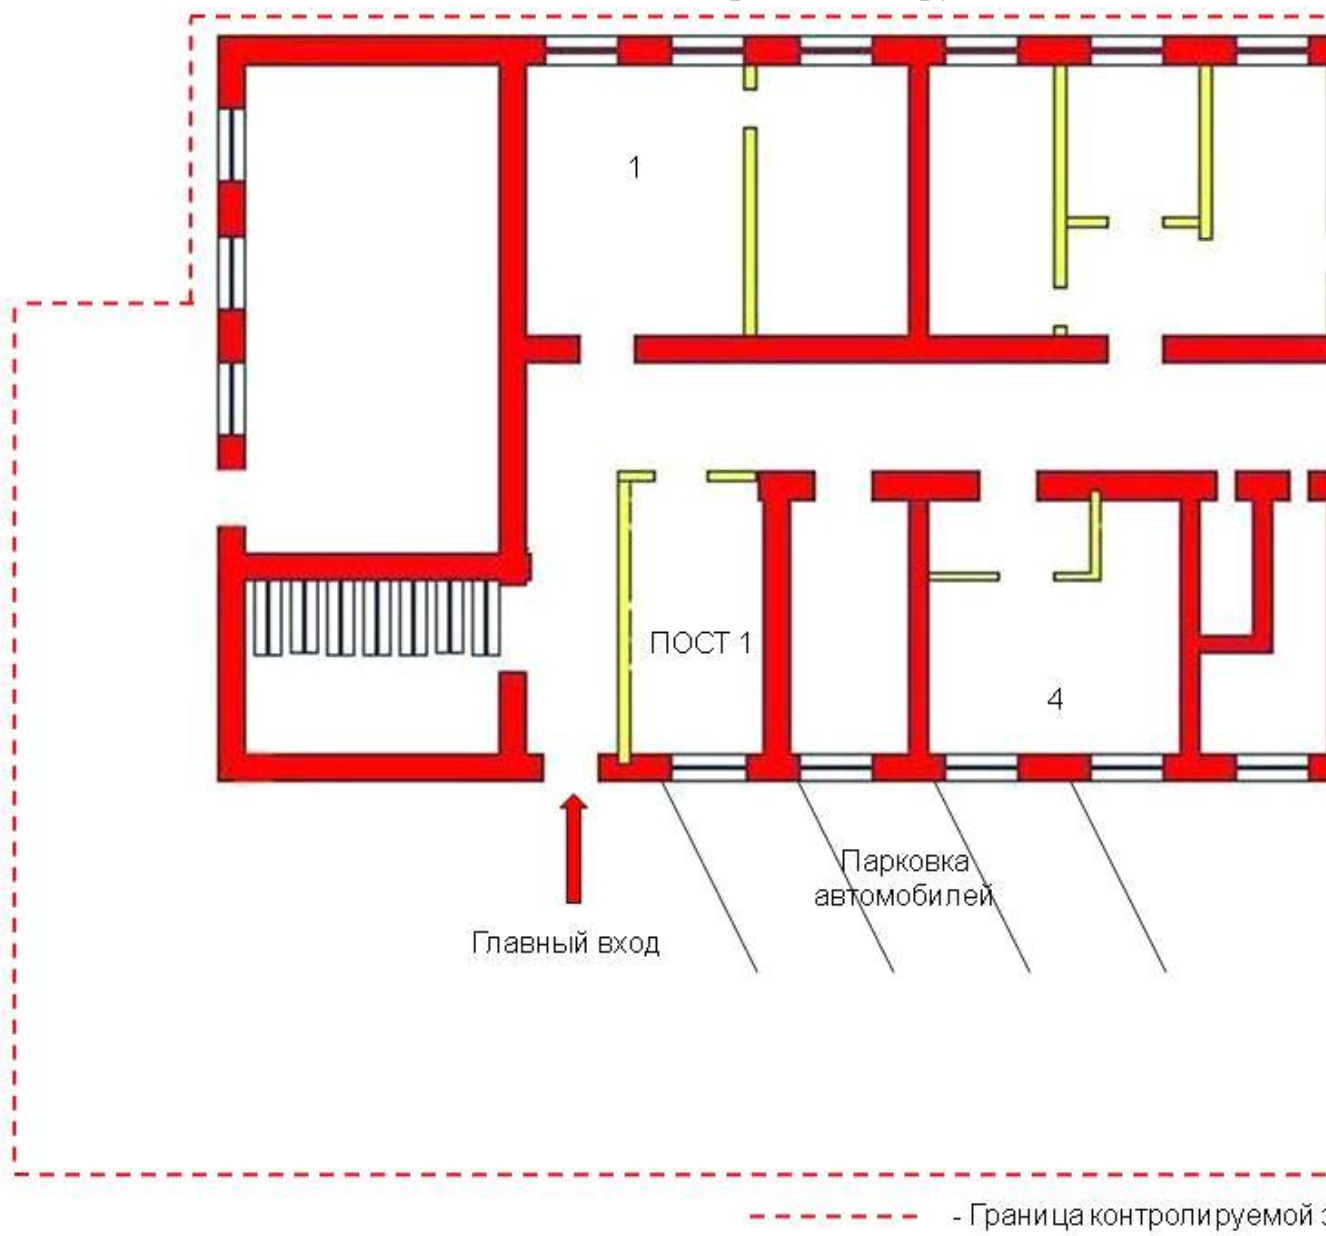 1
ПОСТ 1
4
Парковка
автомобилей
Главный вход
- Граница контролируемой